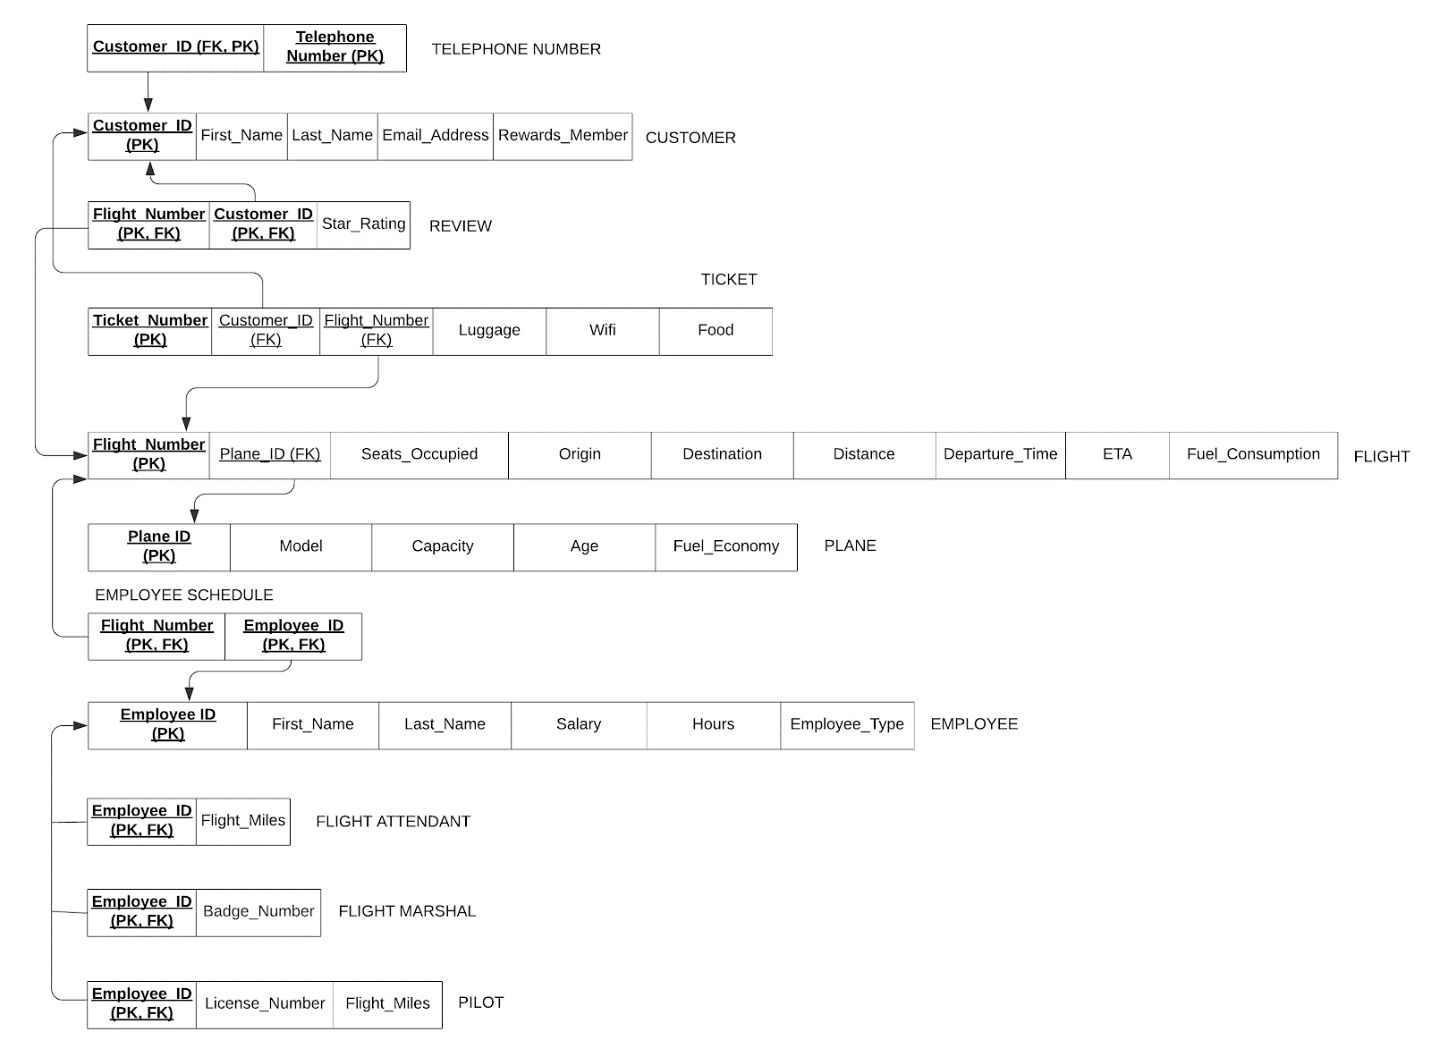 Customer_ID (FK, PK)
Telephone
Number (PK)
TELEPHONE NUMBER
Customer_ID
(PK)
First_Name
Last_Name
Email_Address
Rewards_Member
CUSTOMER
Flight_Number
(PK, FK)
Customer_ID
(PK, FK)
Star_Rating
REVIEW
TICKET
Ticket_Number
(PK)
Customer_ID
(FK)
Flight_Number
(FK)
Luggage
Wifi
Food
Flight_Number
(PK)
Plane_ID (FK)
Seats_Occupied
Origin
Destination
Distance
Departure_Time
ETA
Fuel_Consumption
FLIGHT
Plane ID
(PK)
Model
Capacity
Age
Fuel_Economy
PLANE
EMPLOYEE SCHEDULE
Flight_Number
(PK, FK)
Employee_ID
(PK, FK)
Employee ID
(PK)
First_Name
Last_Name
Salary
Hours
Employee_Type
EMPLOYEE
Employee_ID
(PK, FK)
Flight_Miles
FLIGHT ATTENDANT
Employee_ID
(PK, FK)
Badge_Number
FLIGHT MARSHAL
Employee_ID
(PK, FK)
License_Number
Flight_Miles
PILOT